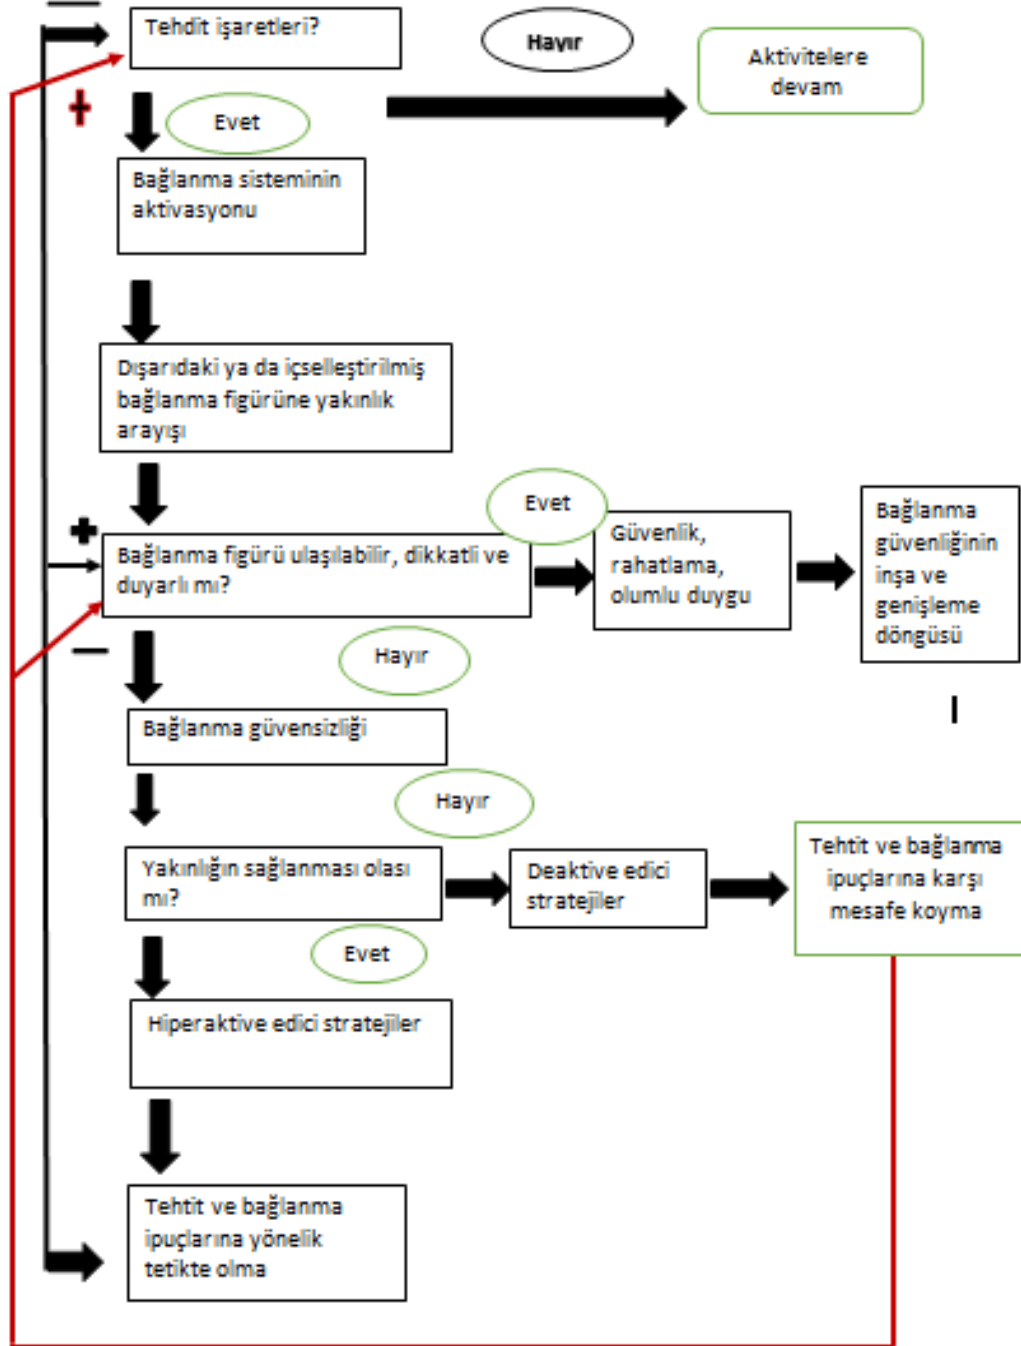 Tehdit işaretleri?
Hayır
Aktivitelere
devam
Evet
Bağlanma sisteminin
aktivasyonu
Dışarıdaki ya da içselleştirilmiş
bağlanma figürüne yakınlık
arayışı
Evet
Bağlanma figürü ulaşılabilir, dikkatli ve
duyarlı mı?
Güvenlik,
rahatlama,
olumlu duygu
Bağlanma
güvenliğinin
inşa ve
genişleme
döngüsü
Hayır
Bağlanma güvensizliği
Hayır
Yakınlığın sağlanması olası
mı?
Deaktive edici
stratejiler
Tehtit ve bağlanma
ipuçlarına karşı
mesafe koyma
Evet
Hiperaktive edici stratejiler
Tehtit ve bağlanma
ipuçlarına yönelik
tetikte olma